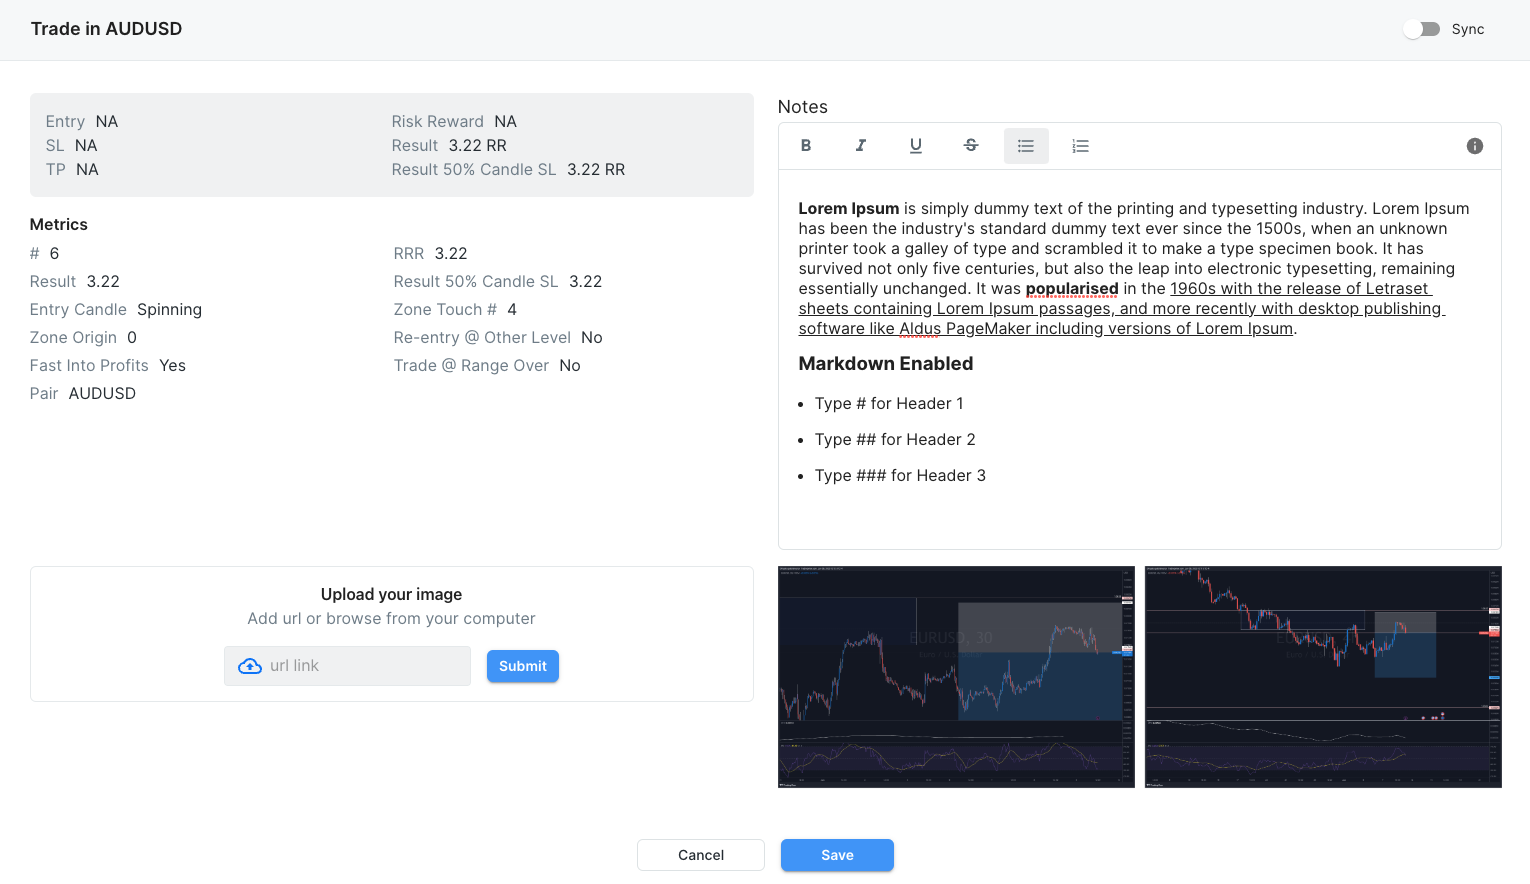 Trade in AUDUSD
Sync
Entry NA
SL NA
TP NA
Risk Reward NA
Result 3.22 RR
Result 50% Candle SL 3.22 RR
Metrics
# 6
Result 3.22
Entry Candle Spinning
Zone Origin 0
Fast Into Profits Yes
Pair AUDUSD
RRR 3.22
Result 50% Candle SL 3.22
Zone Touch # 4
Re-entry @ Other Level No
Trade @ Range Over No
Notes
B I U S
Lorem Ipsum is simply dummy text of the printing and typesetting industry. Lorem Ipsum
has been the industry's standard dummy text ever since the 1500s, when an unknown
printer took a galley of type and scrambled it to make a type specimen book. It has
survived not only five centuries, but also the leap into electronic typesetting, remaining
essentially unchanged. It was popularised in the 1960s with the release of Letraset
sheets containing Lorem Ipsum passages, and more recently with desktop publishing
software like Aldus PageMaker including versions of Lorem Ipsum.
Markdown Enabled
• Type # for Header 1
• Type ## for Header 2
• Type ### for Header 3
Upload your image
Add url or browse from your computer
url link
Submit
EURUSD, 30
Cancel
Save